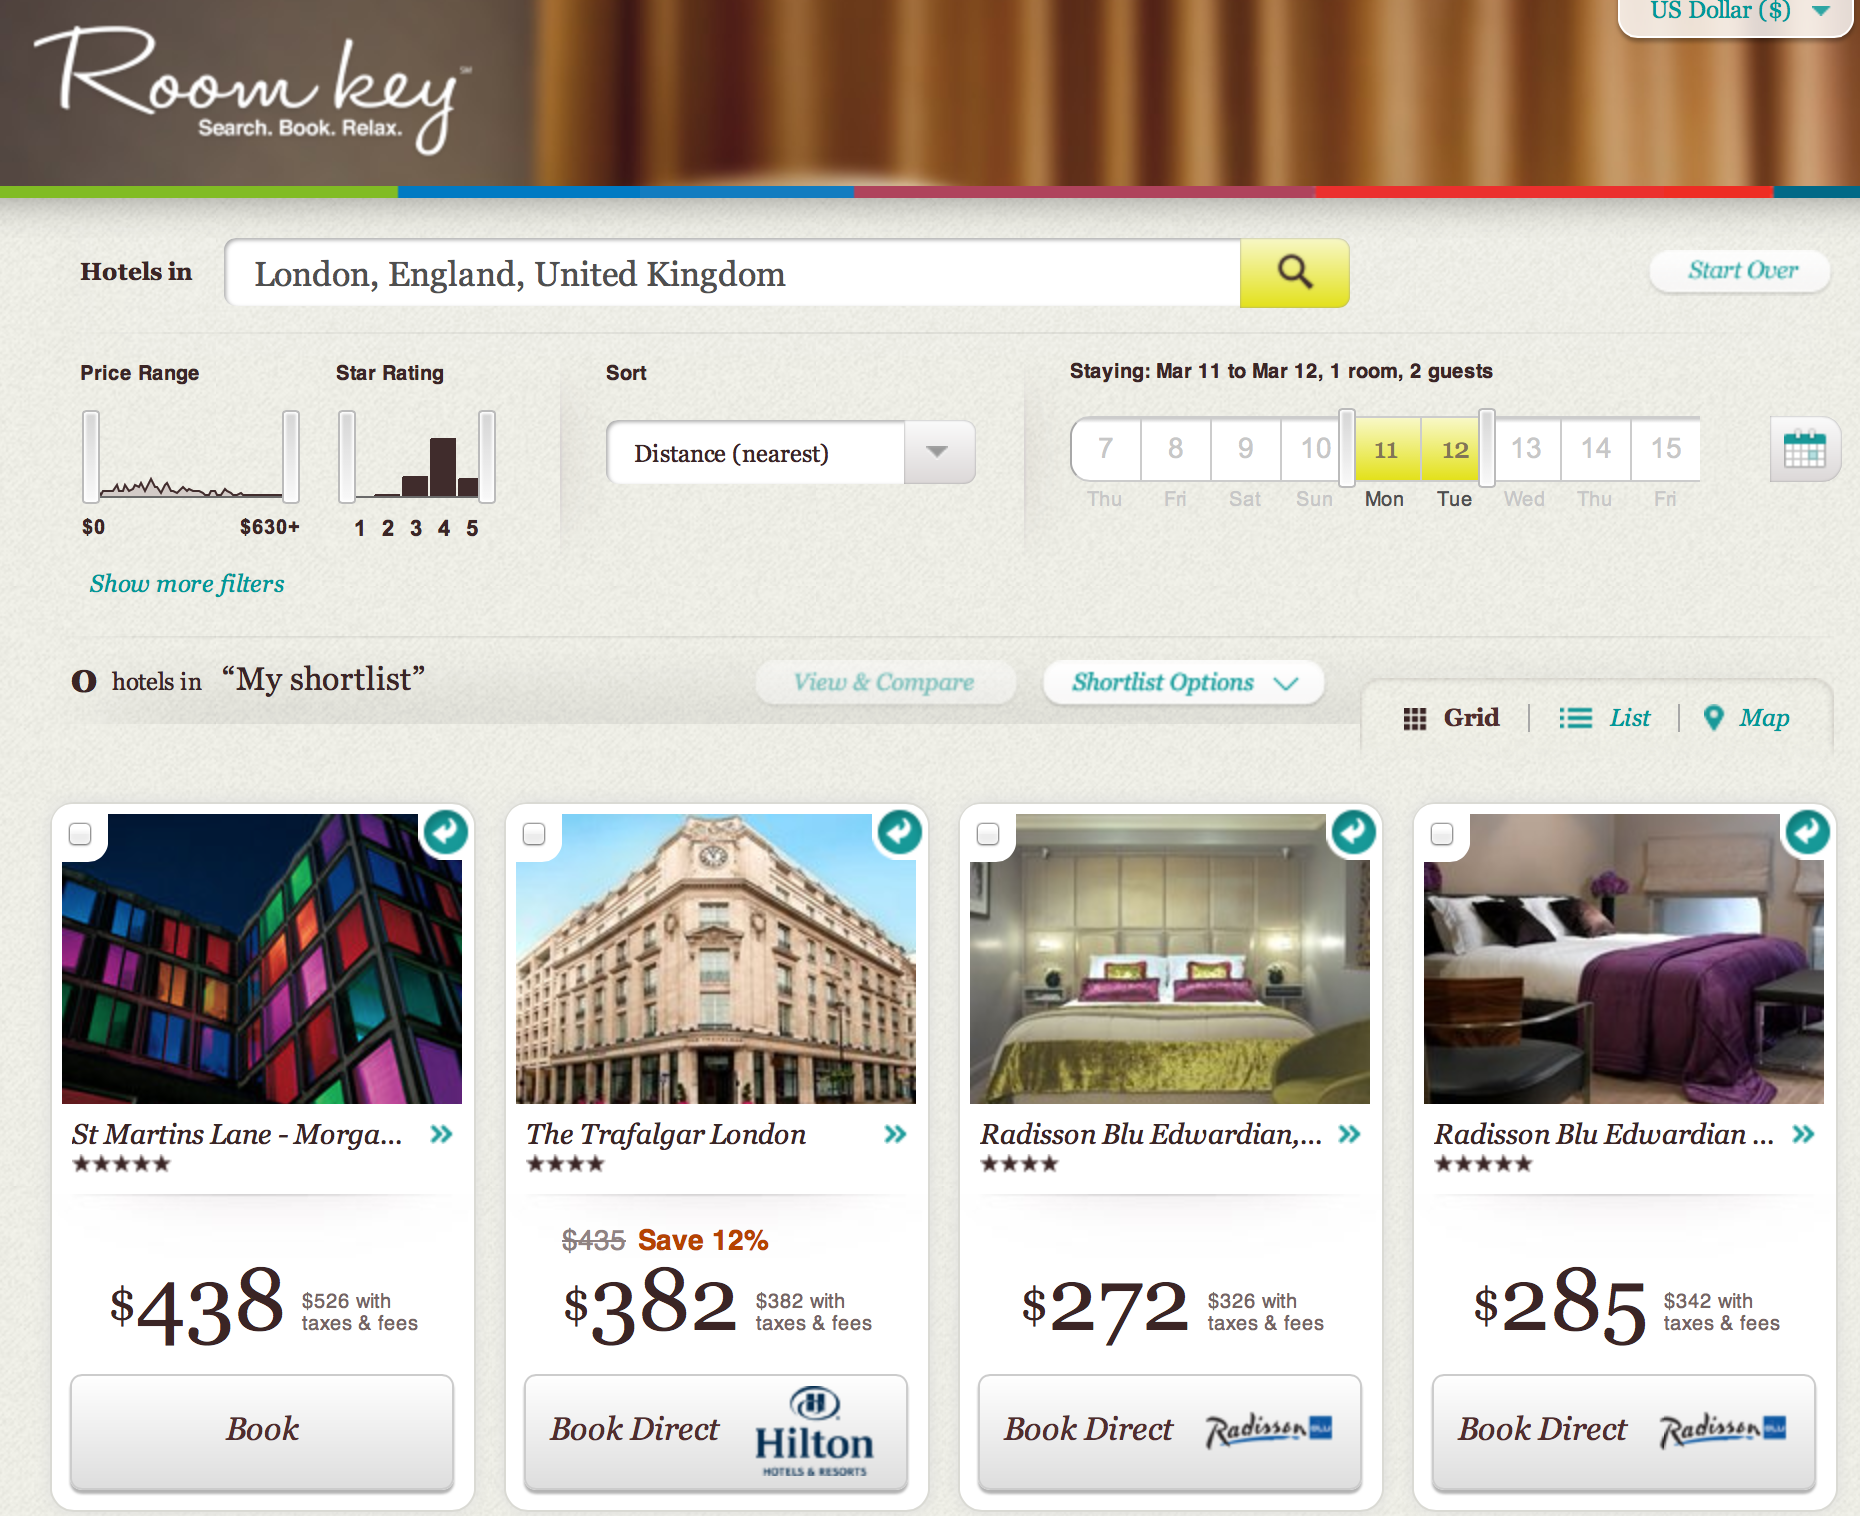 US Dollar ($)
Room key
SM
Search. Book. Relax.
Hotels in
London, England, United Kingdom
Start Over
Price Range
Star Rating
Sort
Staying: Mar 11 to Mar 12, 1 room, 2 guests
Distance (nearest)
7 8 9 10 11 12 13 14 15
Thu Fri Sat Sun Mon Tue Wed Thu Fri
$0 $630+
1 2 3 4 5
Show more filters
0 hotels in “My shortlist”
View & Compare
Shortlist Options
Grid
List
Map
St Martins Lane - Morga...
The Trafalgar London
Radisson Blu Edwardian,...
Radisson Blu Edwardian ...
$435 Save 12%
$438 $526 with
taxes & fees
$382 $382 with
taxes & fees
$272 $326 with
taxes & fees
$285 $342 with
taxes & fees
Book
Book Direct
Hilton
HOTELS & RESORTS
Book Direct
Radisson BLU
Book Direct
Radisson BLU